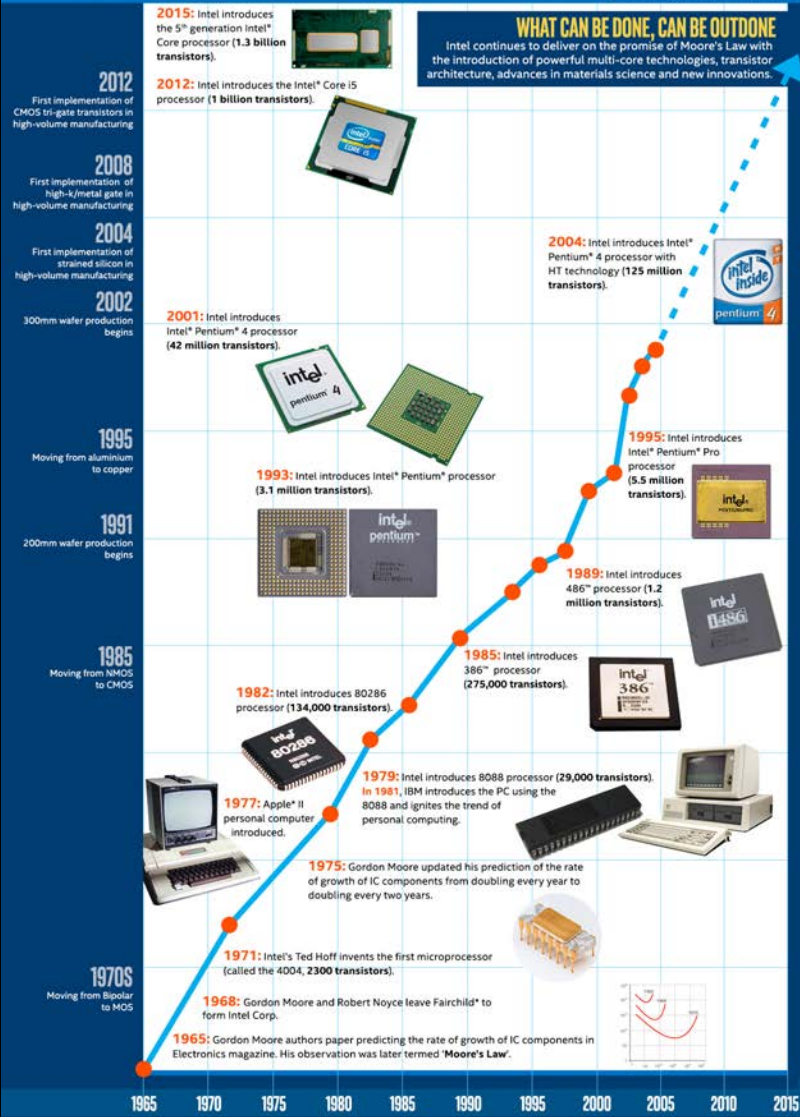 2015: Intel introduces
the 5th generation Intel®
Core processor (1.3 billion
transistors).
WHAT CAN BE DONE, CAN BE OUTDONE
Intel continues to deliver on the promise of Moore's Law with
the introduction of powerful multi-core technologies, transistor
architecture, advances in materials science and new innovations.
2012
First implementation of
CMOS tri-gate transistors in
high-volume manufacturing
2012: Intel introduces the Intel® Core i5
processor (1 billion transistors).
intel
CORE i5
2008
First implementation of
high-k/metal gate in
high-volume manufacturing
2004
First implementation of
strained silicon in
high-volume manufacturing
2004: Intel introduces Intel®
Pentium® 4 processor with
HT technology (125 million
transistors).
intel
inside
pentium 4
HT
2002
300mm wafer production
begins
2001: Intel introduces
Intel® Pentium® 4 processor
(42 million transistors).
intel.
pentium 4
1995
Moving from aluminium
to copper
1995: Intel introduces
Intel® Pentium® Pro
processor
(5.5 million
transistors).
intel®
PENTIUM® PRO
1993: Intel introduces Intel® Pentium® processor
(3.1 million transistors).
intel®
pentium™
1991
200mm wafer production
begins
1989: Intel introduces
486™ processor (1.2
million transistors).
intel
i486
1985
Moving from NMOS
to CMOS
1985: Intel introduces
386™ processor
(275,000 transistors).
intel
386™
1982: Intel introduces 80286
processor (134,000 transistors).
intel
80286
1979: Intel introduces 8088 processor (29,000 transistors).
In 1981, IBM introduces the PC using the
8088 and ignites the trend of
personal computing.
1977: Apple® II
personal computer
introduced.
1975: Gordon Moore updated his prediction of the rate
of growth of IC components from doubling every year to
doubling every two years.
1971: Intel's Ted Hoff invents the first microprocessor
(called the 4004, 2300 transistors).
1970S
Moving from Bipolar
to MOS
1968: Gordon Moore and Robert Noyce leave Fairchild* to
form Intel Corp.
1965: Gordon Moore authors paper predicting the rate of growth of IC components in
Electronics magazine. His observation was later termed 'Moore's Law'.
1965 1970 1975 1980 1985 1990 1995 2000 2005 2010 2015